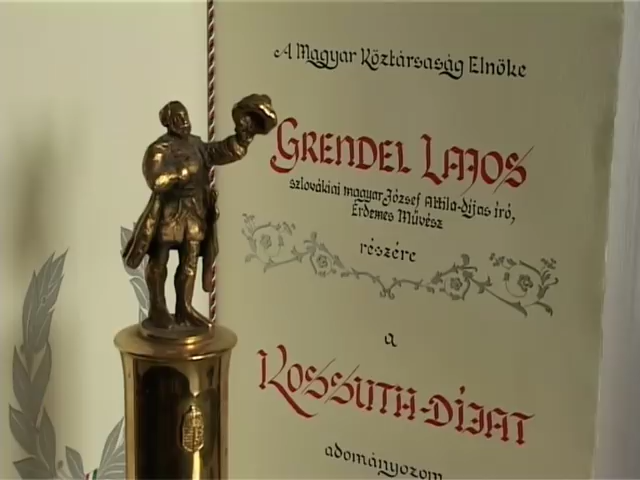 A Magyar Köztársaság Elnöke
GRENDEL LAJOS
szlovákiai magyar József Attila-díjas író,
Érdemes Művész
részére
a
KOSSUTH-DÍJAT
adományozom